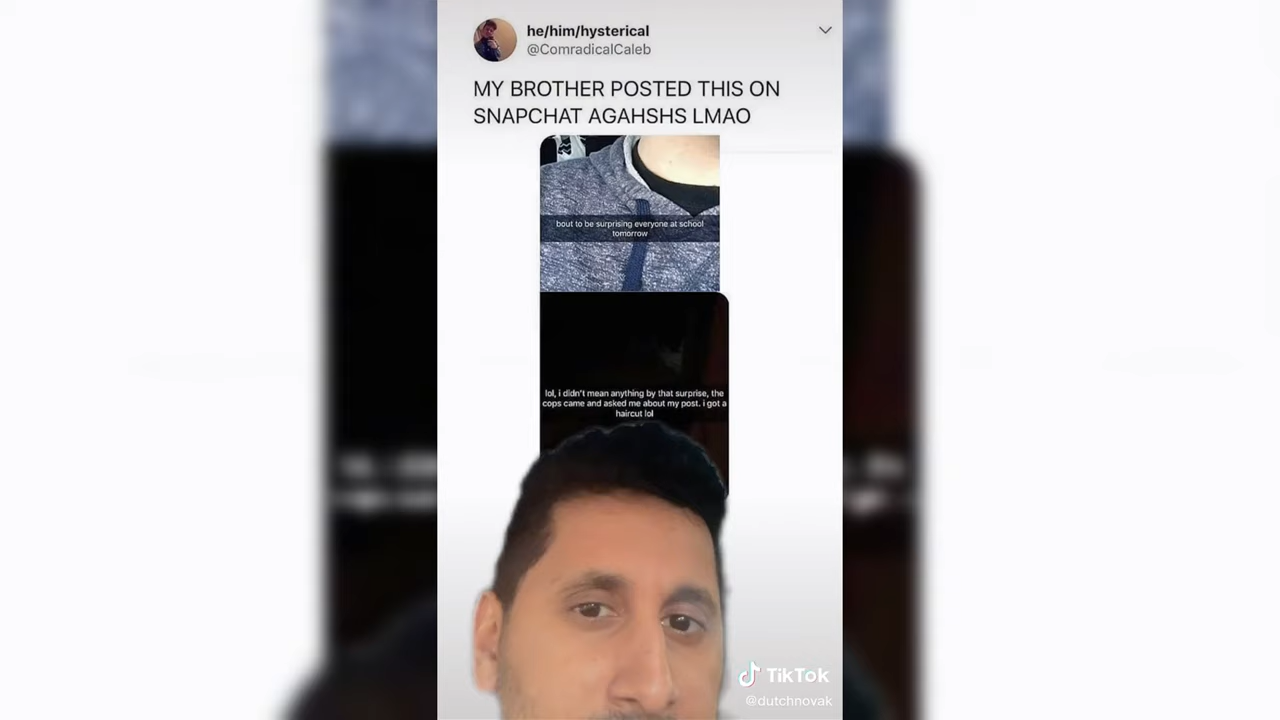 he/him/hysterical
@ComradicalCaleb
MY BROTHER POSTED THIS ON
SNAPCHAT AGAHSHS LMAO
bout to be surprising everyone at school
tomorrow
lol, i didn't mean anything by that surprise, the
cops came and asked me about my post. i got a
haircut lol
TikTok
@dutchnovak